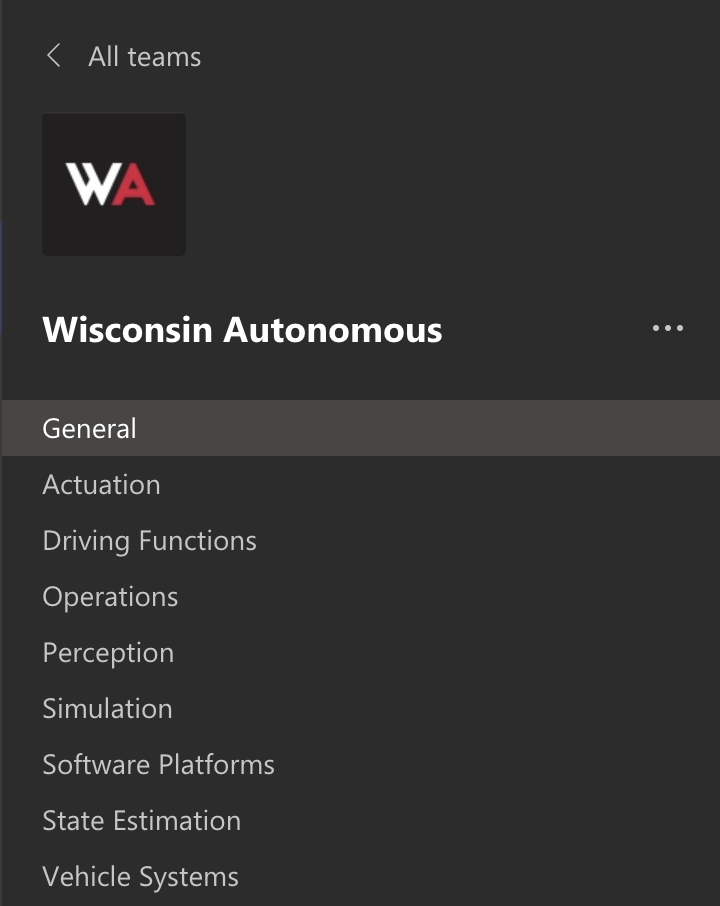 All teams
WA
Wisconsin Autonomous
General
Actuation
Driving Functions
Operations
Perception
Simulation
Software Platforms
State Estimation
Vehicle Systems